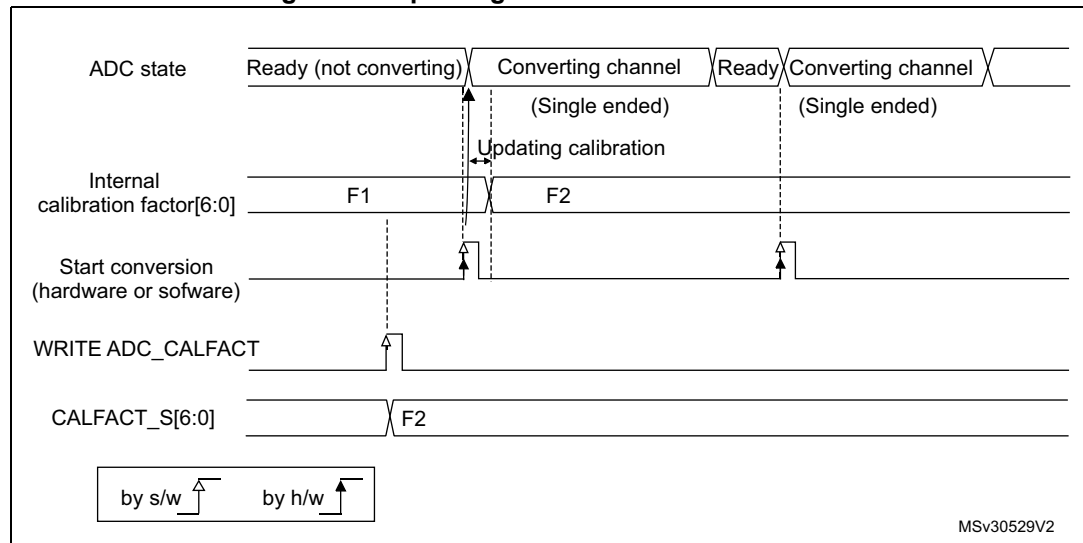 ADC state
Ready (not converting)
Converting channel
Ready
Converting channel
(Single ended)
(Single ended)
Updating calibration
Internal
calibration factor[6:0]
F1
F2
Start conversion
(hardware or sofware)
WRITE ADC_CALFACT
CALFACT_S[6:0]
F2
by s/w
by h/w
MSv30529V2